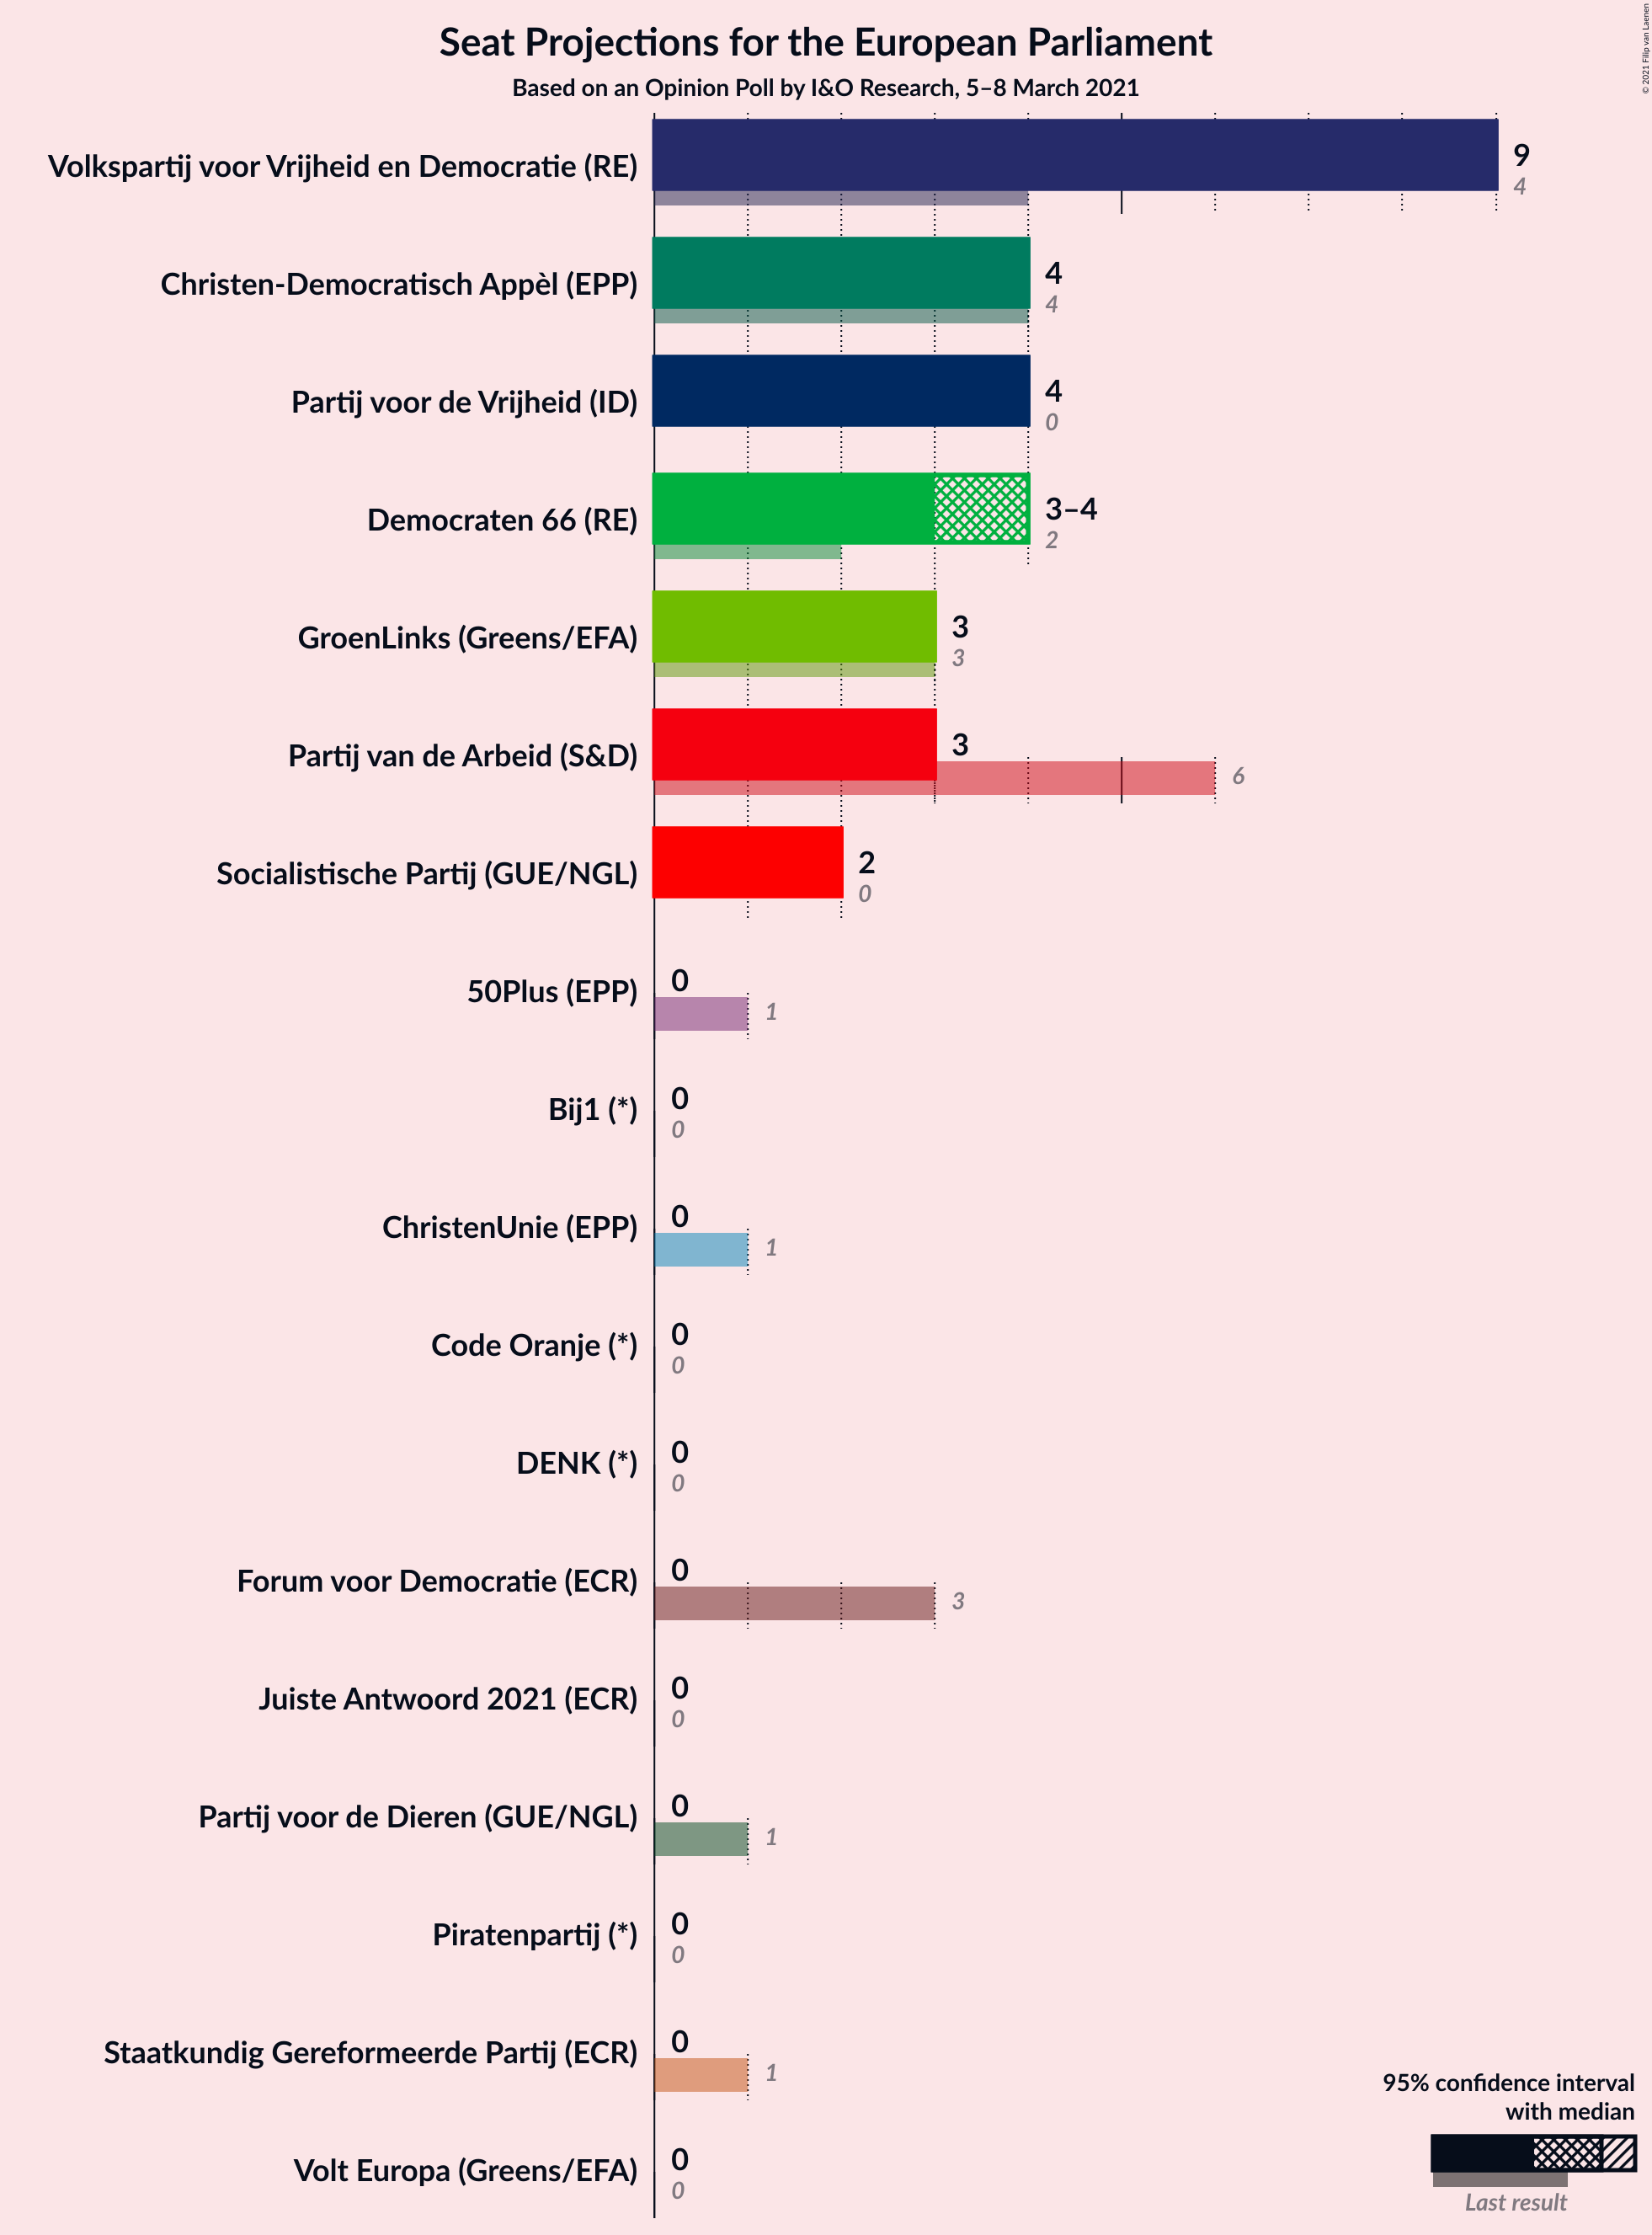 Seat Projections for the European Parliament
Based on an Opinion Poll by I&O Research, 5–8 March 2021
© 2021 Filip van Laenen
Volkspartij voor Vrijheid en Democratie (RE)
9
4
Christen-Democratisch Appèl (EPP)
4
4
Partij voor de Vrijheid (ID)
4
0
Democraten 66 (RE)
3–4
2
GroenLinks (Greens/EFA)
3
3
Partij van de Arbeid (S&D)
3
6
Socialistische Partij (GUE/NGL)
2
0
50Plus (EPP)
0
1
Bij1 (*)
0
0
ChristenUnie (EPP)
0
1
Code Oranje (*)
0
0
DENK (*)
0
0
Forum voor Democratie (ECR)
0
3
Juiste Antwoord 2021 (ECR)
0
0
Partij voor de Dieren (GUE/NGL)
0
1
Piratenpartij (*)
0
0
Staatkundig Gereformeerde Partij (ECR)
0
1
Volt Europa (Greens/EFA)
0
0
95% confidence interval
with median
Last result